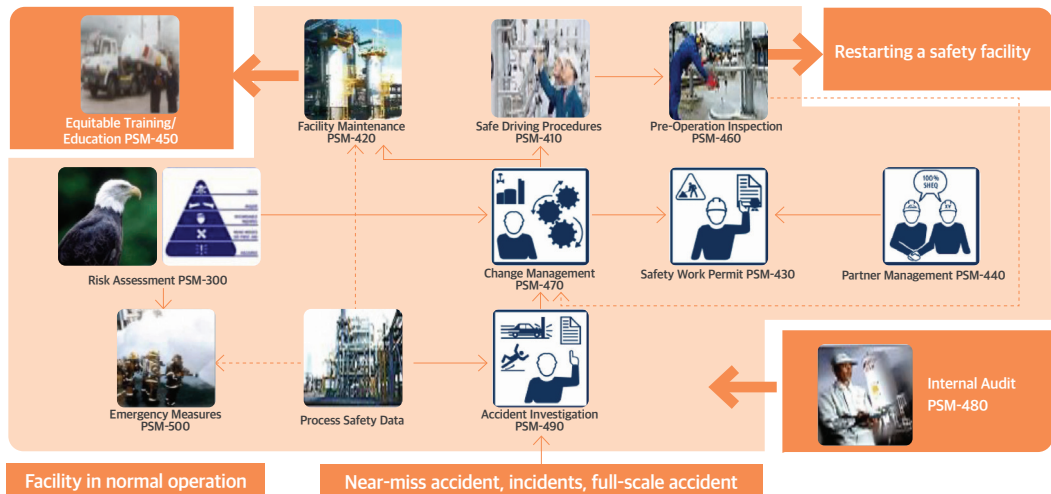 Equitable Training/
Education PSM-450
Facility Maintenance
PSM-420
Safe Driving Procedures
PSM-410
Pre-Operation Inspection
PSM-460
Restarting a safety facility
Risk Assessment PSM-300
Change Management
PSM-470
Safety Work Permit PSM-430
100%
SHEQ
Partner Management PSM-440
Emergency Measures
PSM-500
Process Safety Data
Accident Investigation
PSM-490
Internal Audit
PSM-480
Facility in normal operation
Near-miss accident, incidents, full-scale accident